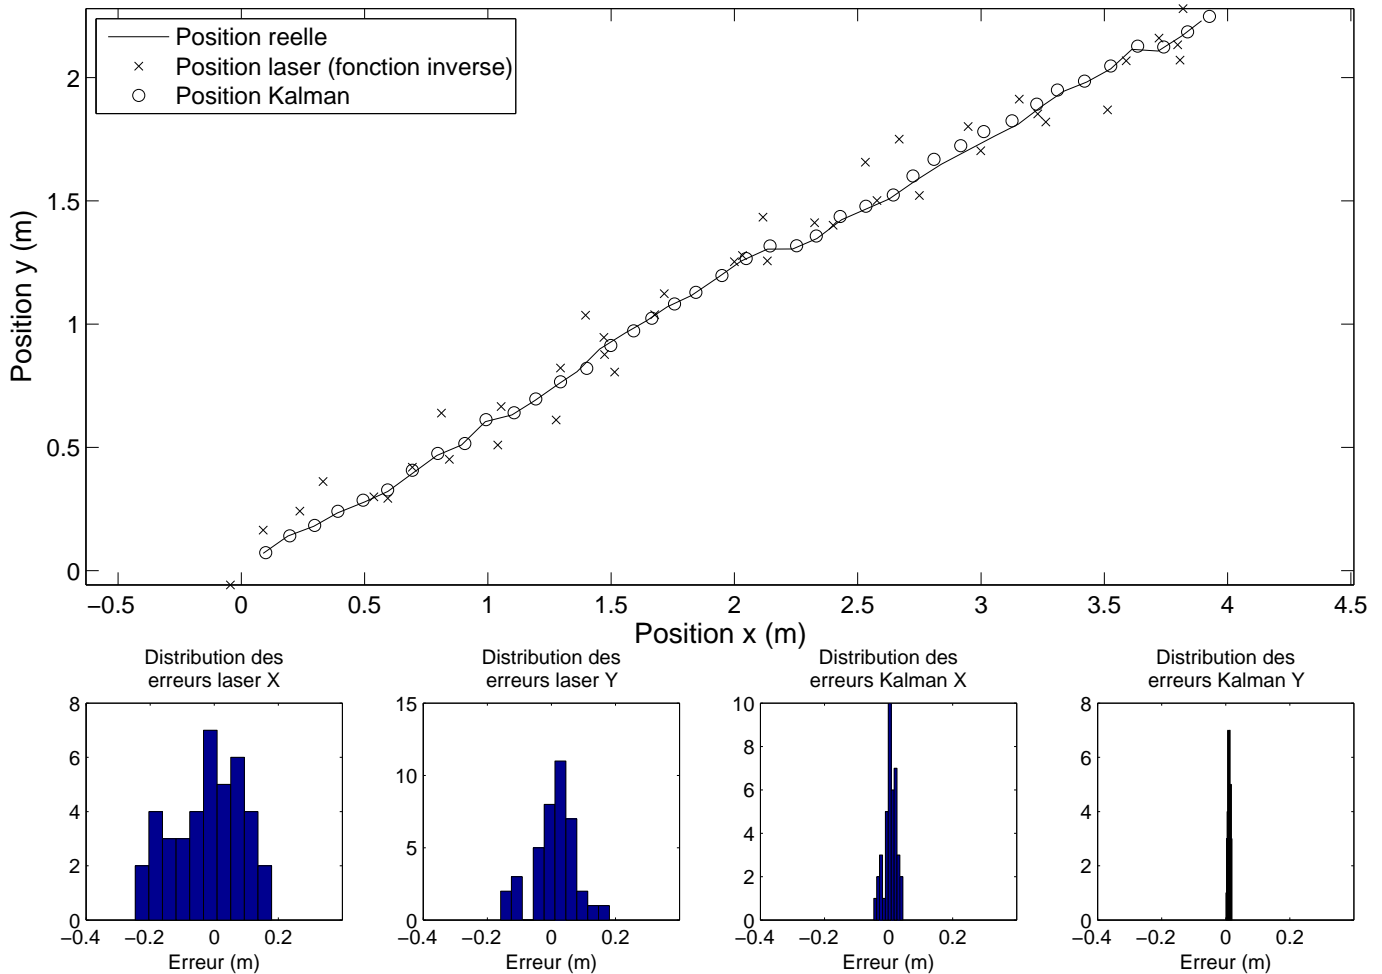 Position reelle
Position laser (fonction inverse)
Position Kalman
Position y (m)
2
1.5
1
0.5
0
−0.5 0 0.5 1 1.5 2 2.5 3 3.5 4 4.5
Position x (m)
Distribution des
erreurs laser X
8
6
4
2
0
−0.4 −0.2 0 0.2
Erreur (m)
Distribution des
erreurs laser Y
15
10
5
0
−0.4 −0.2 0 0.2
Erreur (m)
Distribution des
erreurs Kalman X
10
8
6
4
2
0
−0.4 −0.2 0 0.2
Erreur (m)
Distribution des
erreurs Kalman Y
8
6
4
2
0
−0.4 −0.2 0 0.2
Erreur (m)